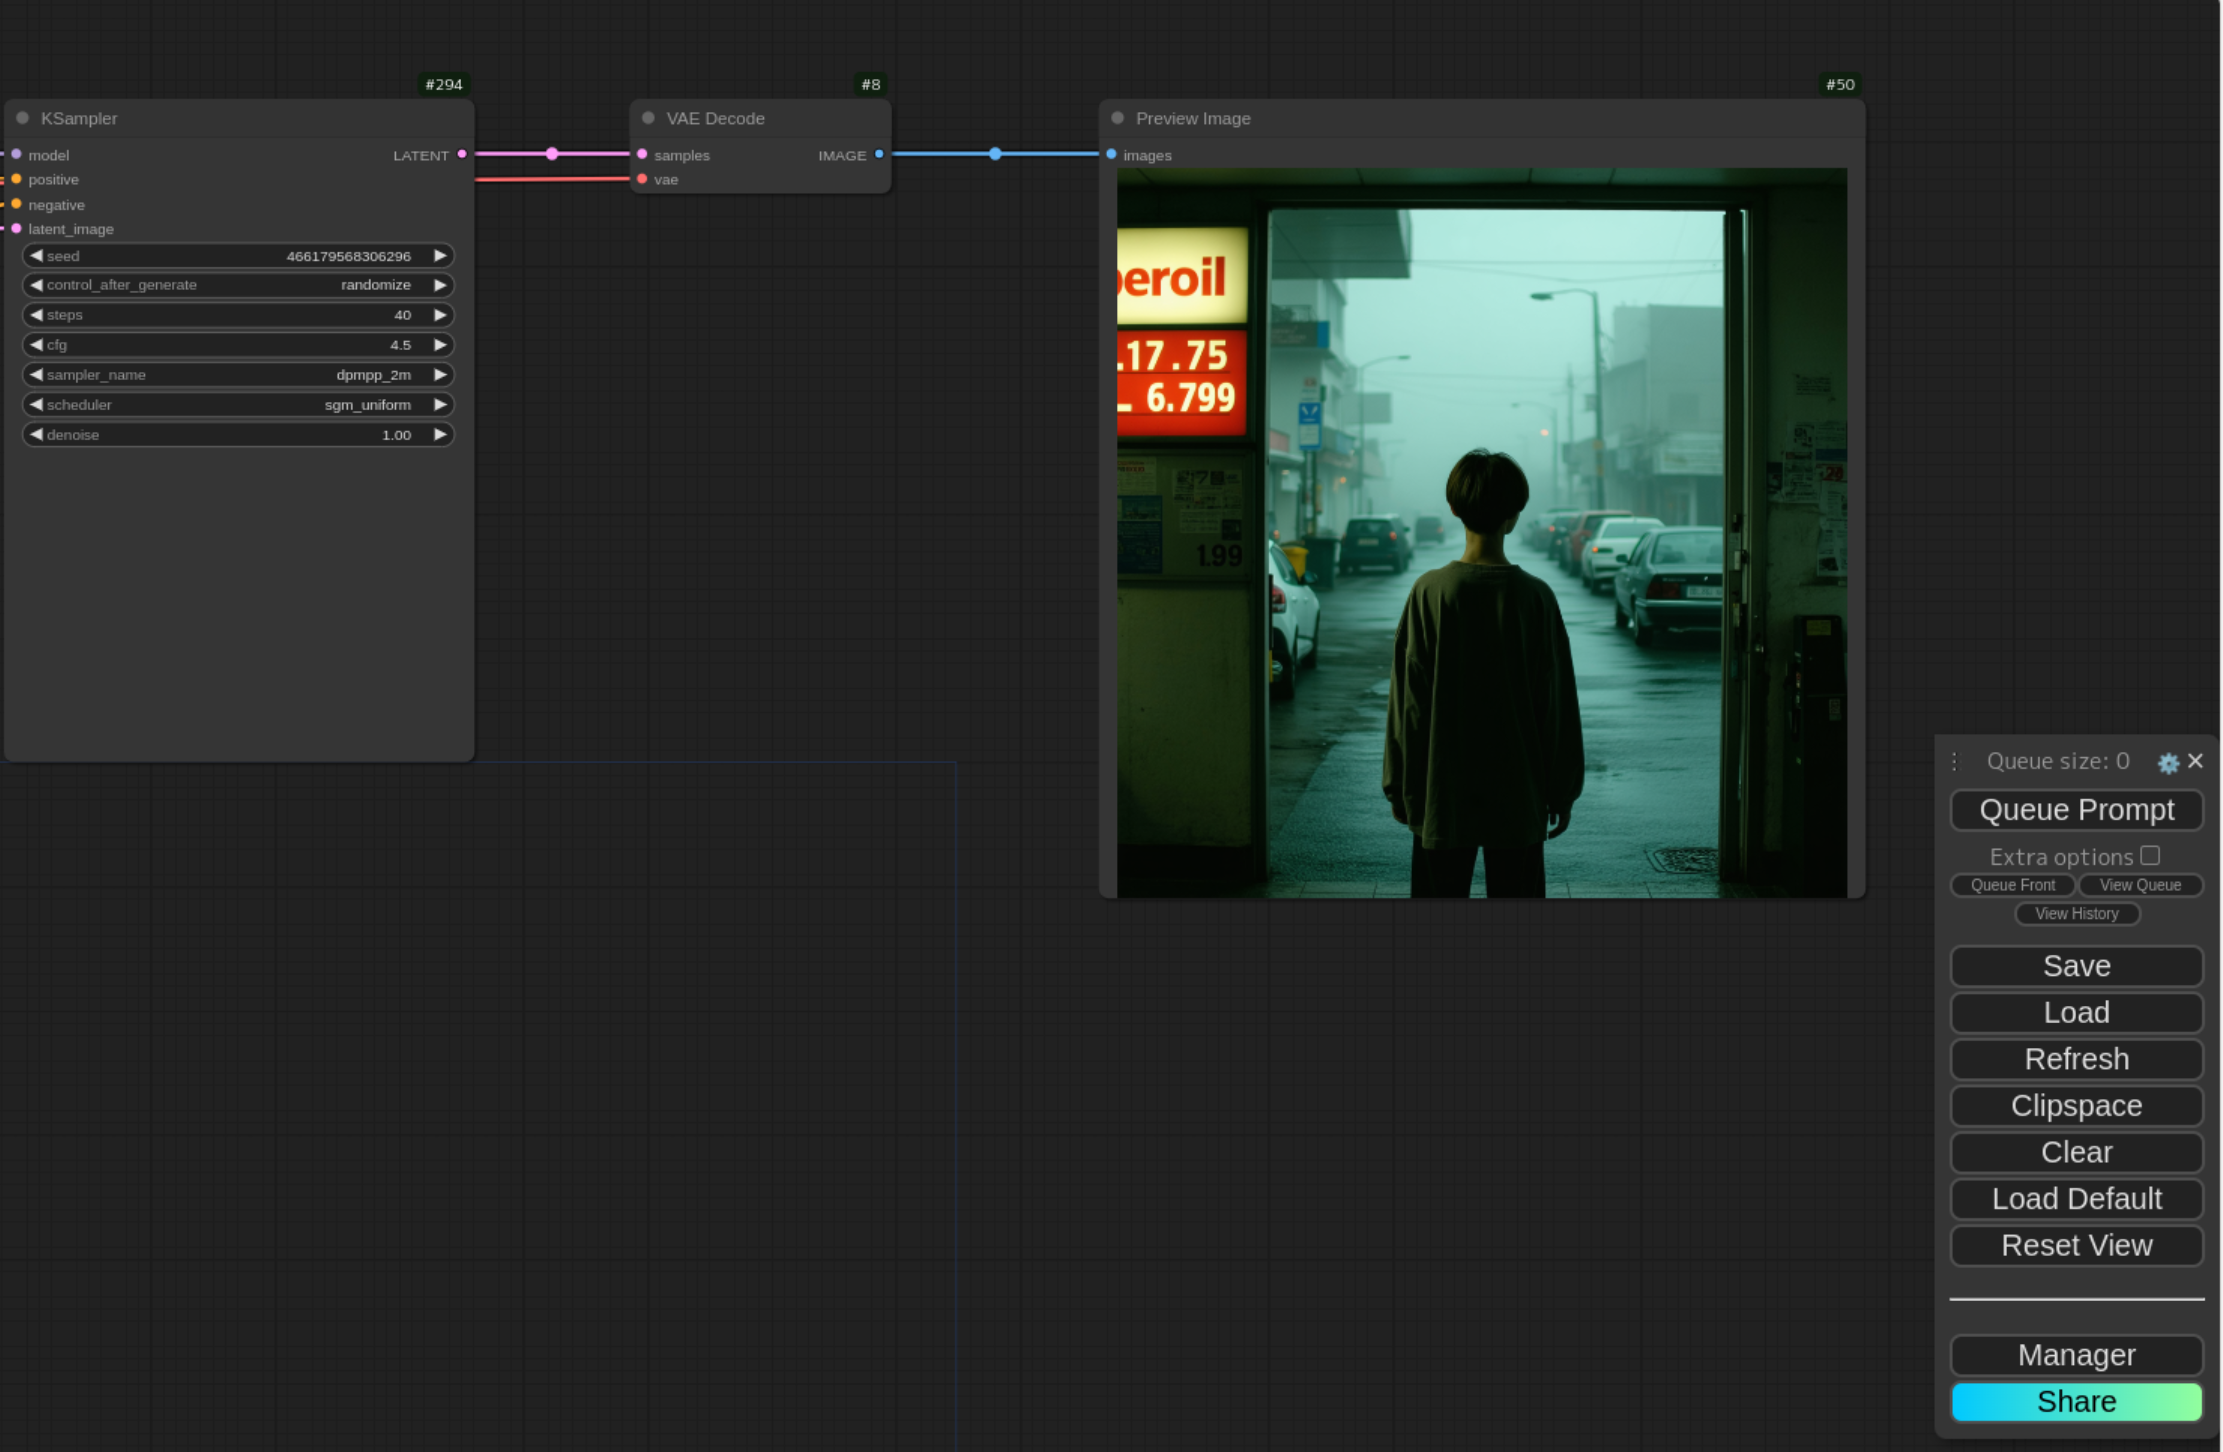 #294
KSampler
model
LATENT
positive
negative
latent_image
seed 466179568306296
control_after_generate randomize
steps 40
cfg 4.5
sampler_name dpmpp_2m
scheduler sgm_uniform
denoise 1.00
#8
VAE Decode
samples
IMAGE
vae
#50
Preview Image
images
peroil
.17.75
6.799
1.99
Queue size: 0
Queue Prompt
Extra options
Queue Front View Queue
View History
Save
Load
Refresh
Clipspace
Clear
Load Default
Reset View
Manager
Share